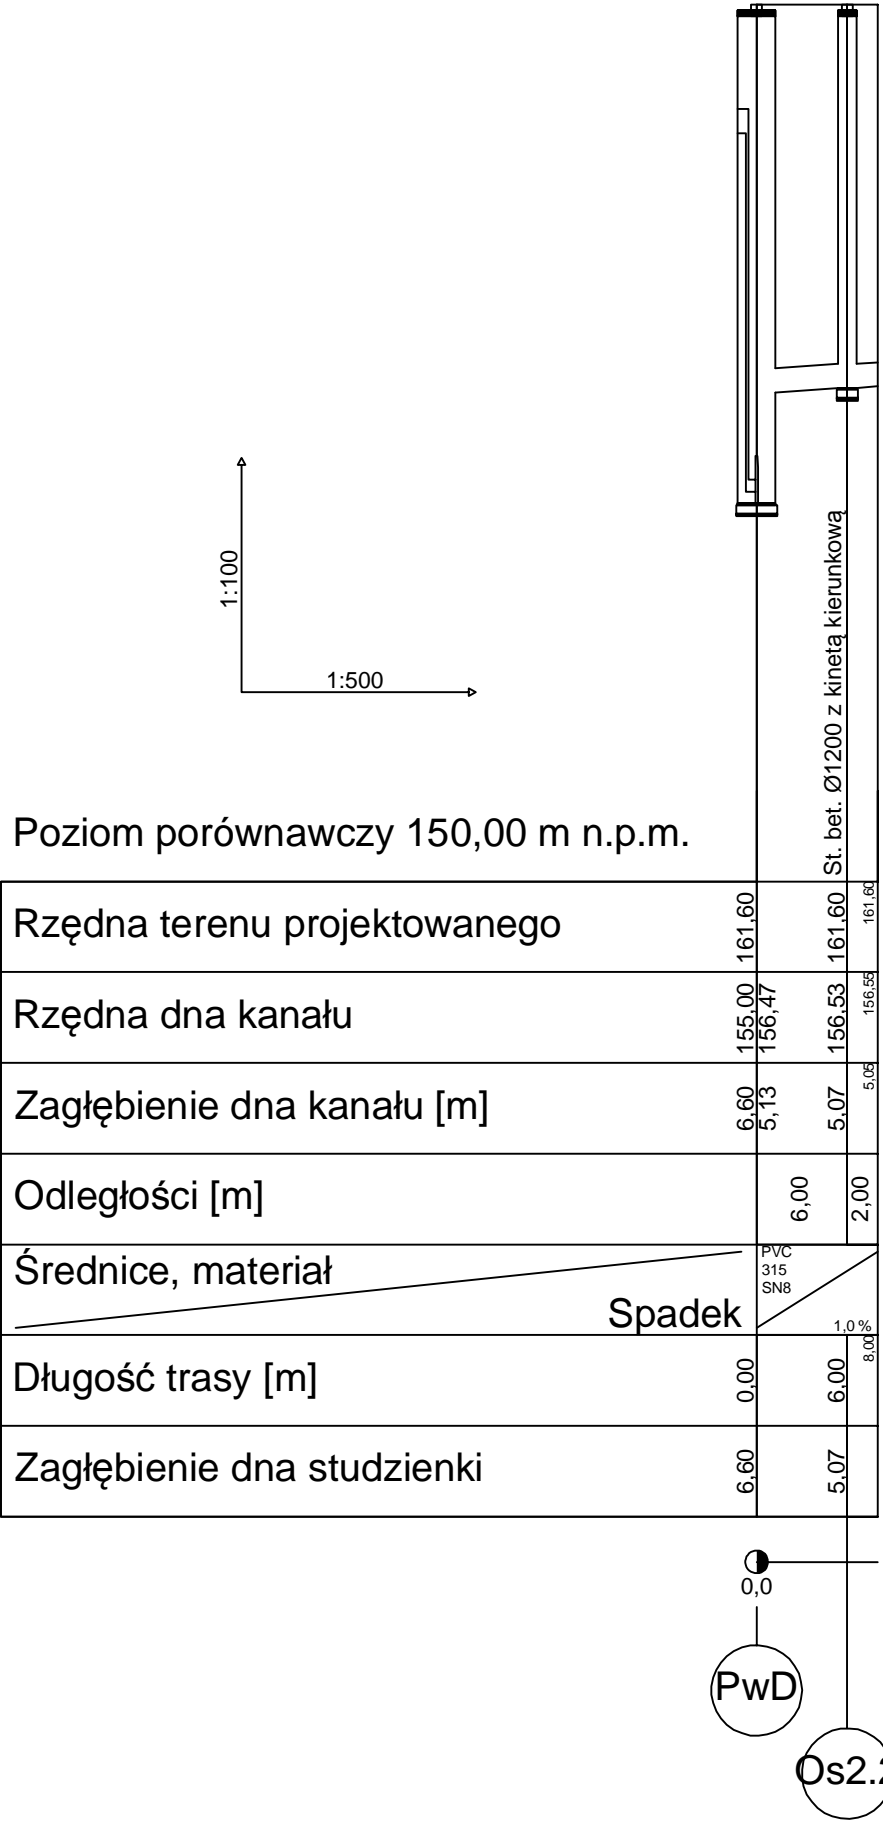 1:100
1:500
St. bet. Ø1200 z kinetą kierunkową
Poziom porównawczy 150,00 m n.p.m.
Rzędna terenu projektowanego 161,60 161,60 161,60
Rzędna dna kanału 155,00 156,47 156,53 156,55
Zagłębienie dna kanału [m] 6,60 5,13 5,07 5,05
Odległości [m] 6,00 2,00
Średnice, materiał
PVC
315
SN8
Spadek 1,0 %
Długość trasy [m] 0,00 6,00 8,00
Zagłębienie dna studzienki 6,60 5,07
0,0
PwD